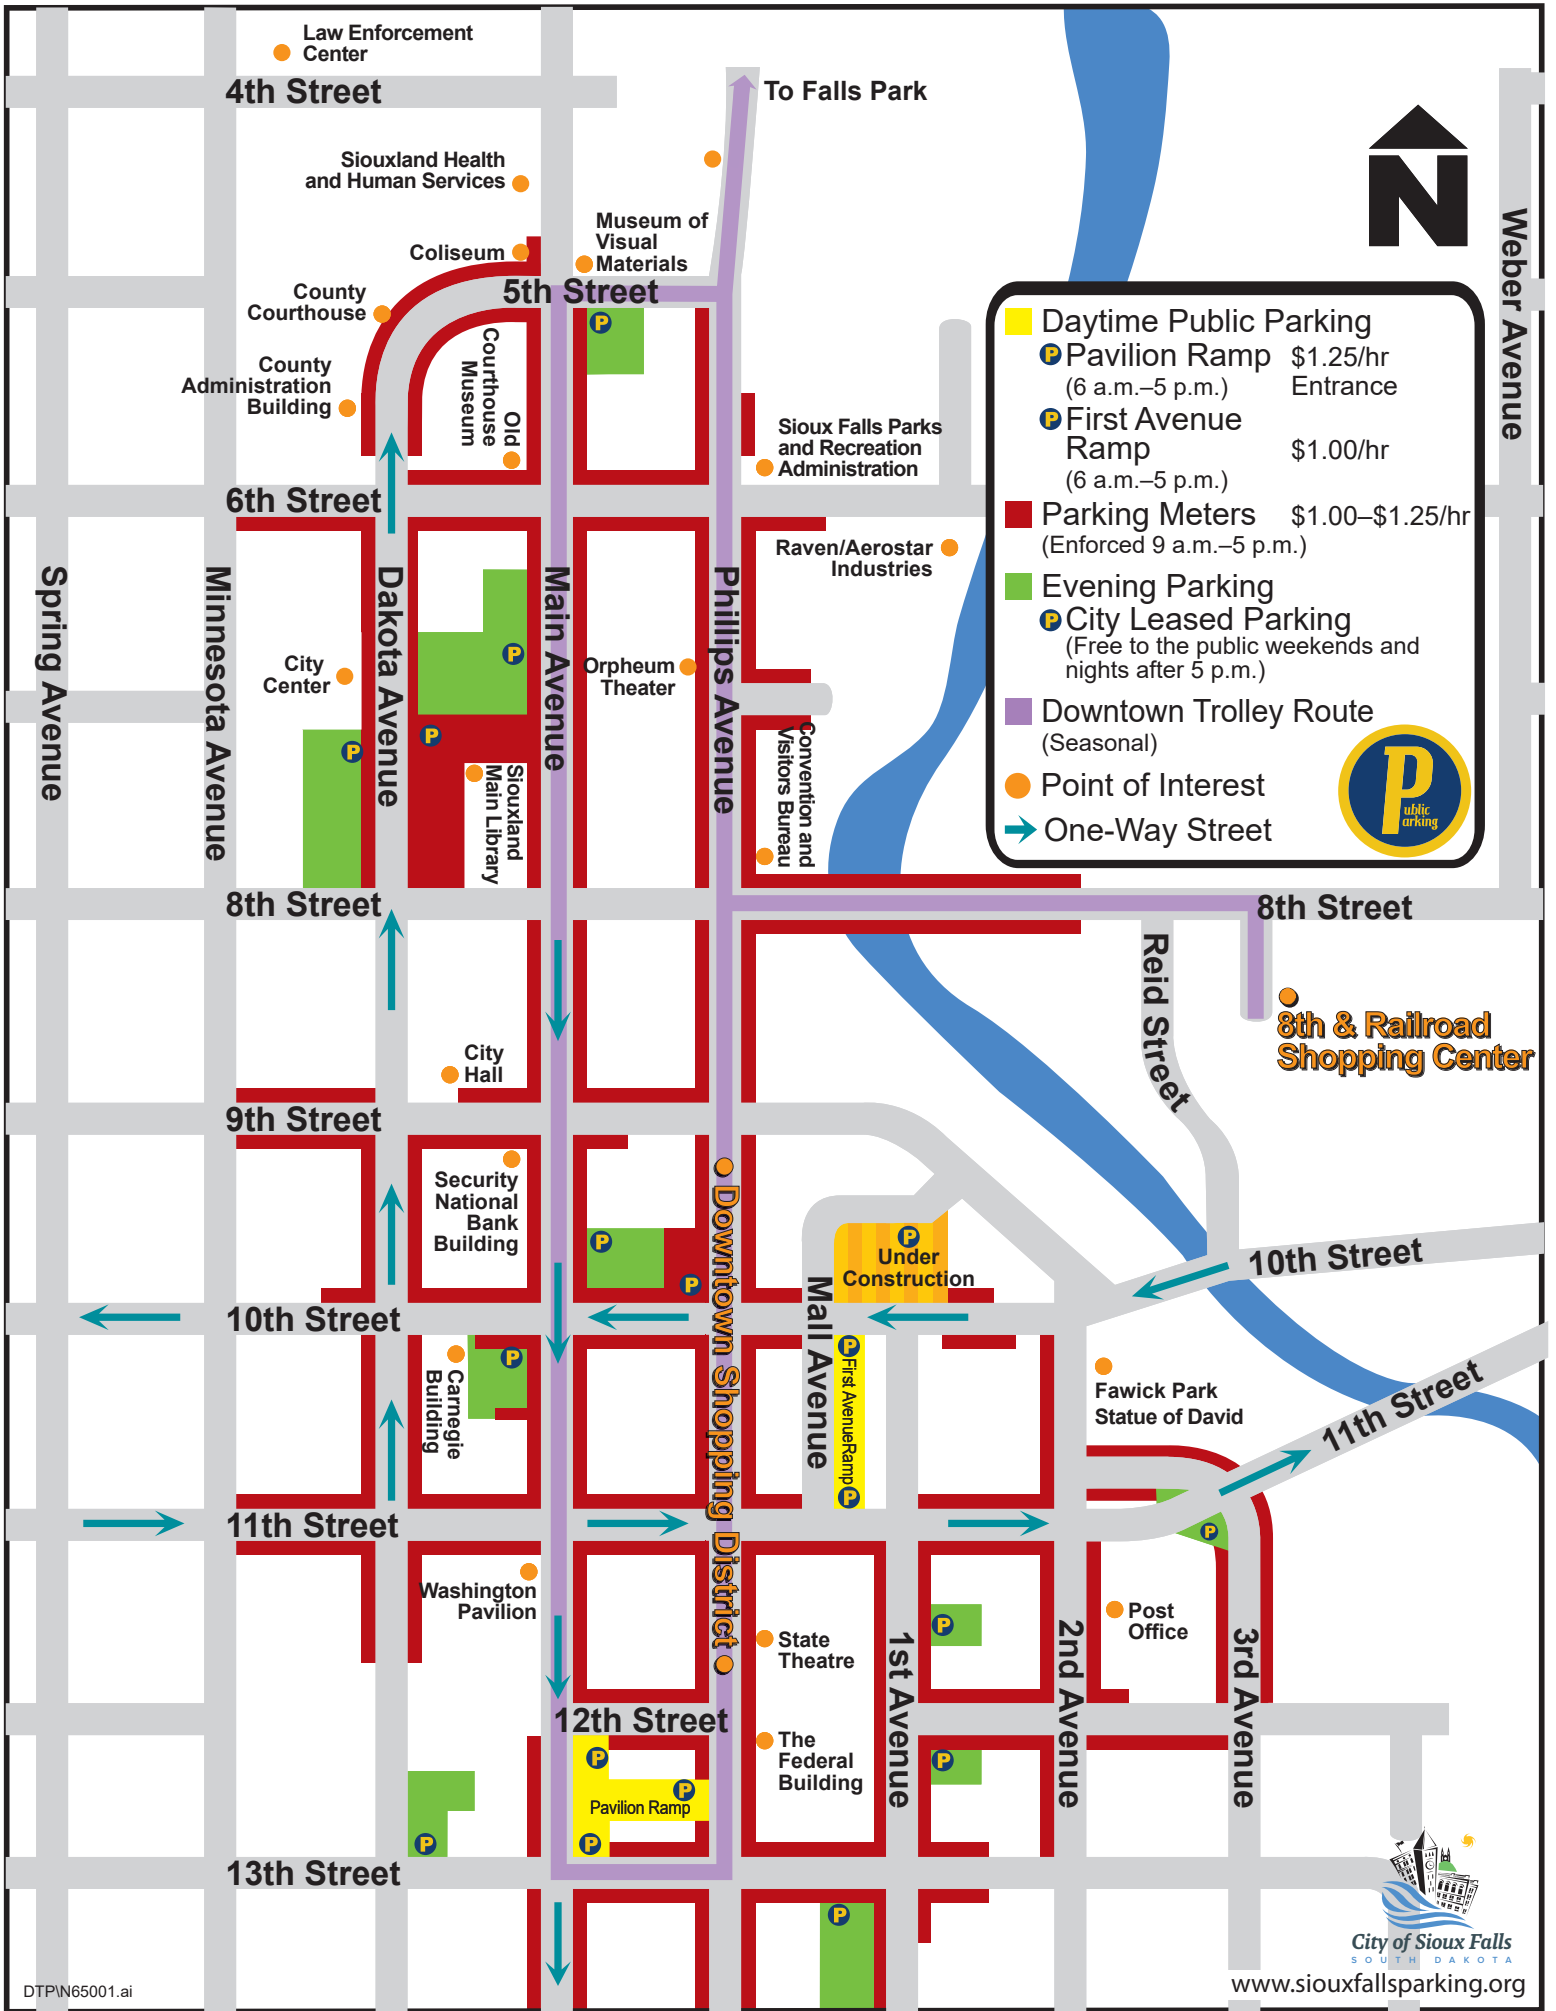 Law Enforcement
Center
4th Street
To Falls Park
Siouxland Health
and Human Services
Museum of
Visual
Materials
Coliseum
5th Street
County
Courthouse
County
Administration
Building
Old
Courthouse
Museum
P
Sioux Falls Parks
and Recreation
Administration
6th Street
Raven/Aerostar
Industries
N
Weber Avenue
Daytime Public Parking
P Pavilion Ramp $1.25/hr
(6 a.m.–5 p.m.) Entrance
P First Avenue
Ramp $1.00/hr
(6 a.m.–5 p.m.)
Parking Meters $1.00–$1.25/hr
(Enforced 9 a.m.–5 p.m.)
Evening Parking
P City Leased Parking
(Free to the public weekends and
nights after 5 p.m.)
Downtown Trolley Route
(Seasonal)
Point of Interest
One-Way Street
Public
Parking
Spring Avenue
Minnesota Avenue
Dakota Avenue
Main Avenue
Phillips Avenue
City
Center
P
Orpheum
Theater
P
P
Siouxland
Main Library
Convention and
Visitors Bureau
8th Street
8th Street
Reid Street
8th & Railroad
Shopping Center
City
Hall
9th Street
Security
National
Bank
Building
P
P
Downtown Shopping District
P
Under
Construction
10th Street
10th Street
Mall Avenue
Carnegie
Building
P
P
First AvenueRamp
P
Fawick Park
Statue of David
11th Street
11th Street
P
Washington
Pavilion
State
Theatre
1st Avenue
P
2nd Avenue
Post
Office
3rd Avenue
12th Street
The
Federal
Building
P
P
P
Pavilion Ramp
P
P
13th Street
P
City of Sioux Falls
SOUTH DAKOTA
www.siouxfallsparking.org
DTP\N65001.ai